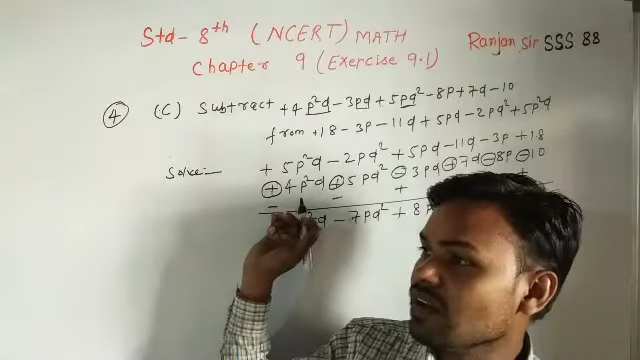 Std- 8th (NCERT) MATH
Ranjan sir SSS 88
Chapter 9 (Exercise 9.1)
④ (C) Subtract +4p²q - 3pq + 5pq² - 8p + 7q - 10
from +18 - 3p - 11q + 5pq - 2pq² + 5p²q
Solve:- + 5p²q - 2pq² + 5pq - 11q - 3p + 18
⊕ 4p²q ⊕ 5pq² ⊖ 3pq ⊕ 7q ⊖ 8p ⊖ 10
- - + +
²q - 7pq² + 8p